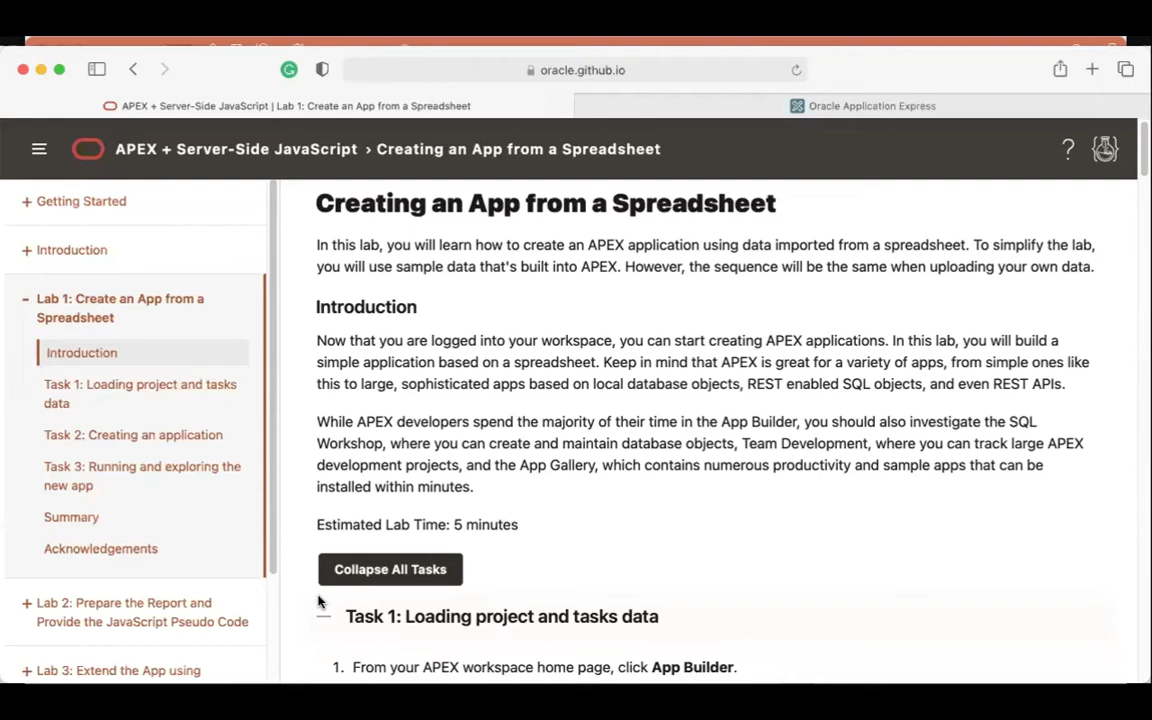 oracle.github.io
APEX + Server-Side JavaScript | Lab 1: Create an App from a Spreadsheet
Oracle Application Express
APEX + Server-Side JavaScript › Creating an App from a Spreadsheet
?
+ Getting Started
+ Introduction
- Lab 1: Create an App from a
Spreadsheet
Introduction
Task 1: Loading project and tasks
data
Task 2: Creating an application
Task 3: Running and exploring the
new app
Summary
Acknowledgements
+ Lab 2: Prepare the Report and
Provide the JavaScript Pseudo Code
+ Lab 3: Extend the App using
Creating an App from a Spreadsheet
In this lab, you will learn how to create an APEX application using data imported from a spreadsheet. To simplify the lab,
you will use sample data that's built into APEX. However, the sequence will be the same when uploading your own data.
Introduction
Now that you are logged into your workspace, you can start creating APEX applications. In this lab, you will build a
simple application based on a spreadsheet. Keep in mind that APEX is great for a variety of apps, from simple ones like
this to large, sophisticated apps based on local database objects, REST enabled SQL objects, and even REST APIs.
While APEX developers spend the majority of their time in the App Builder, you should also investigate the SQL
Workshop, where you can create and maintain database objects, Team Development, where you can track large APEX
development projects, and the App Gallery, which contains numerous productivity and sample apps that can be
installed within minutes.
Estimated Lab Time: 5 minutes
Collapse All Tasks
Task 1: Loading project and tasks data
1. From your APEX workspace home page, click App Builder.